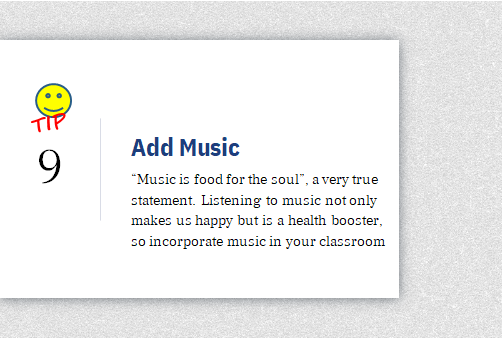 TIP
9
Add Music
“Music is food for the soul”, a very true
statement. Listening to music not only
makes us happy but is a health booster,
so incorporate music in your classroom